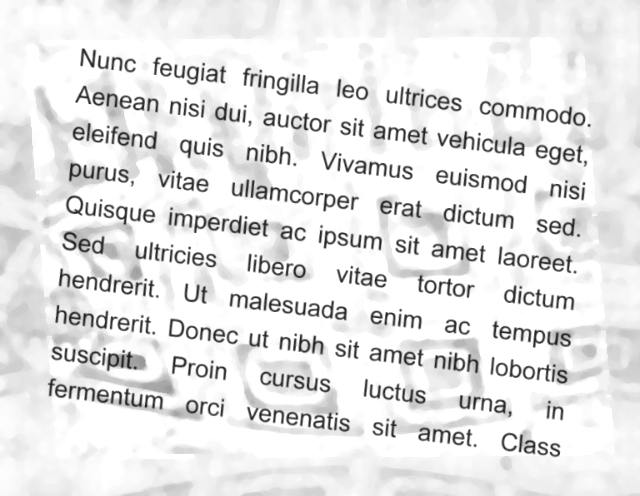 Nunc feugiat fringilla leo ultrices commodo.
Aenean nisi dui, auctor sit amet vehicula eget,
eleifend quis nibh. Vivamus euismod nisi
purus, vitae ullamcorper erat dictum sed.
Quisque imperdiet ac ipsum sit amet laoreet.
Sed ultricies libero vitae tortor dictum
hendrerit. Ut malesuada enim ac tempus
hendrerit. Donec ut nibh sit amet nibh lobortis
suscipit. Proin cursus luctus urna, in
fermentum orci venenatis sit amet. Class